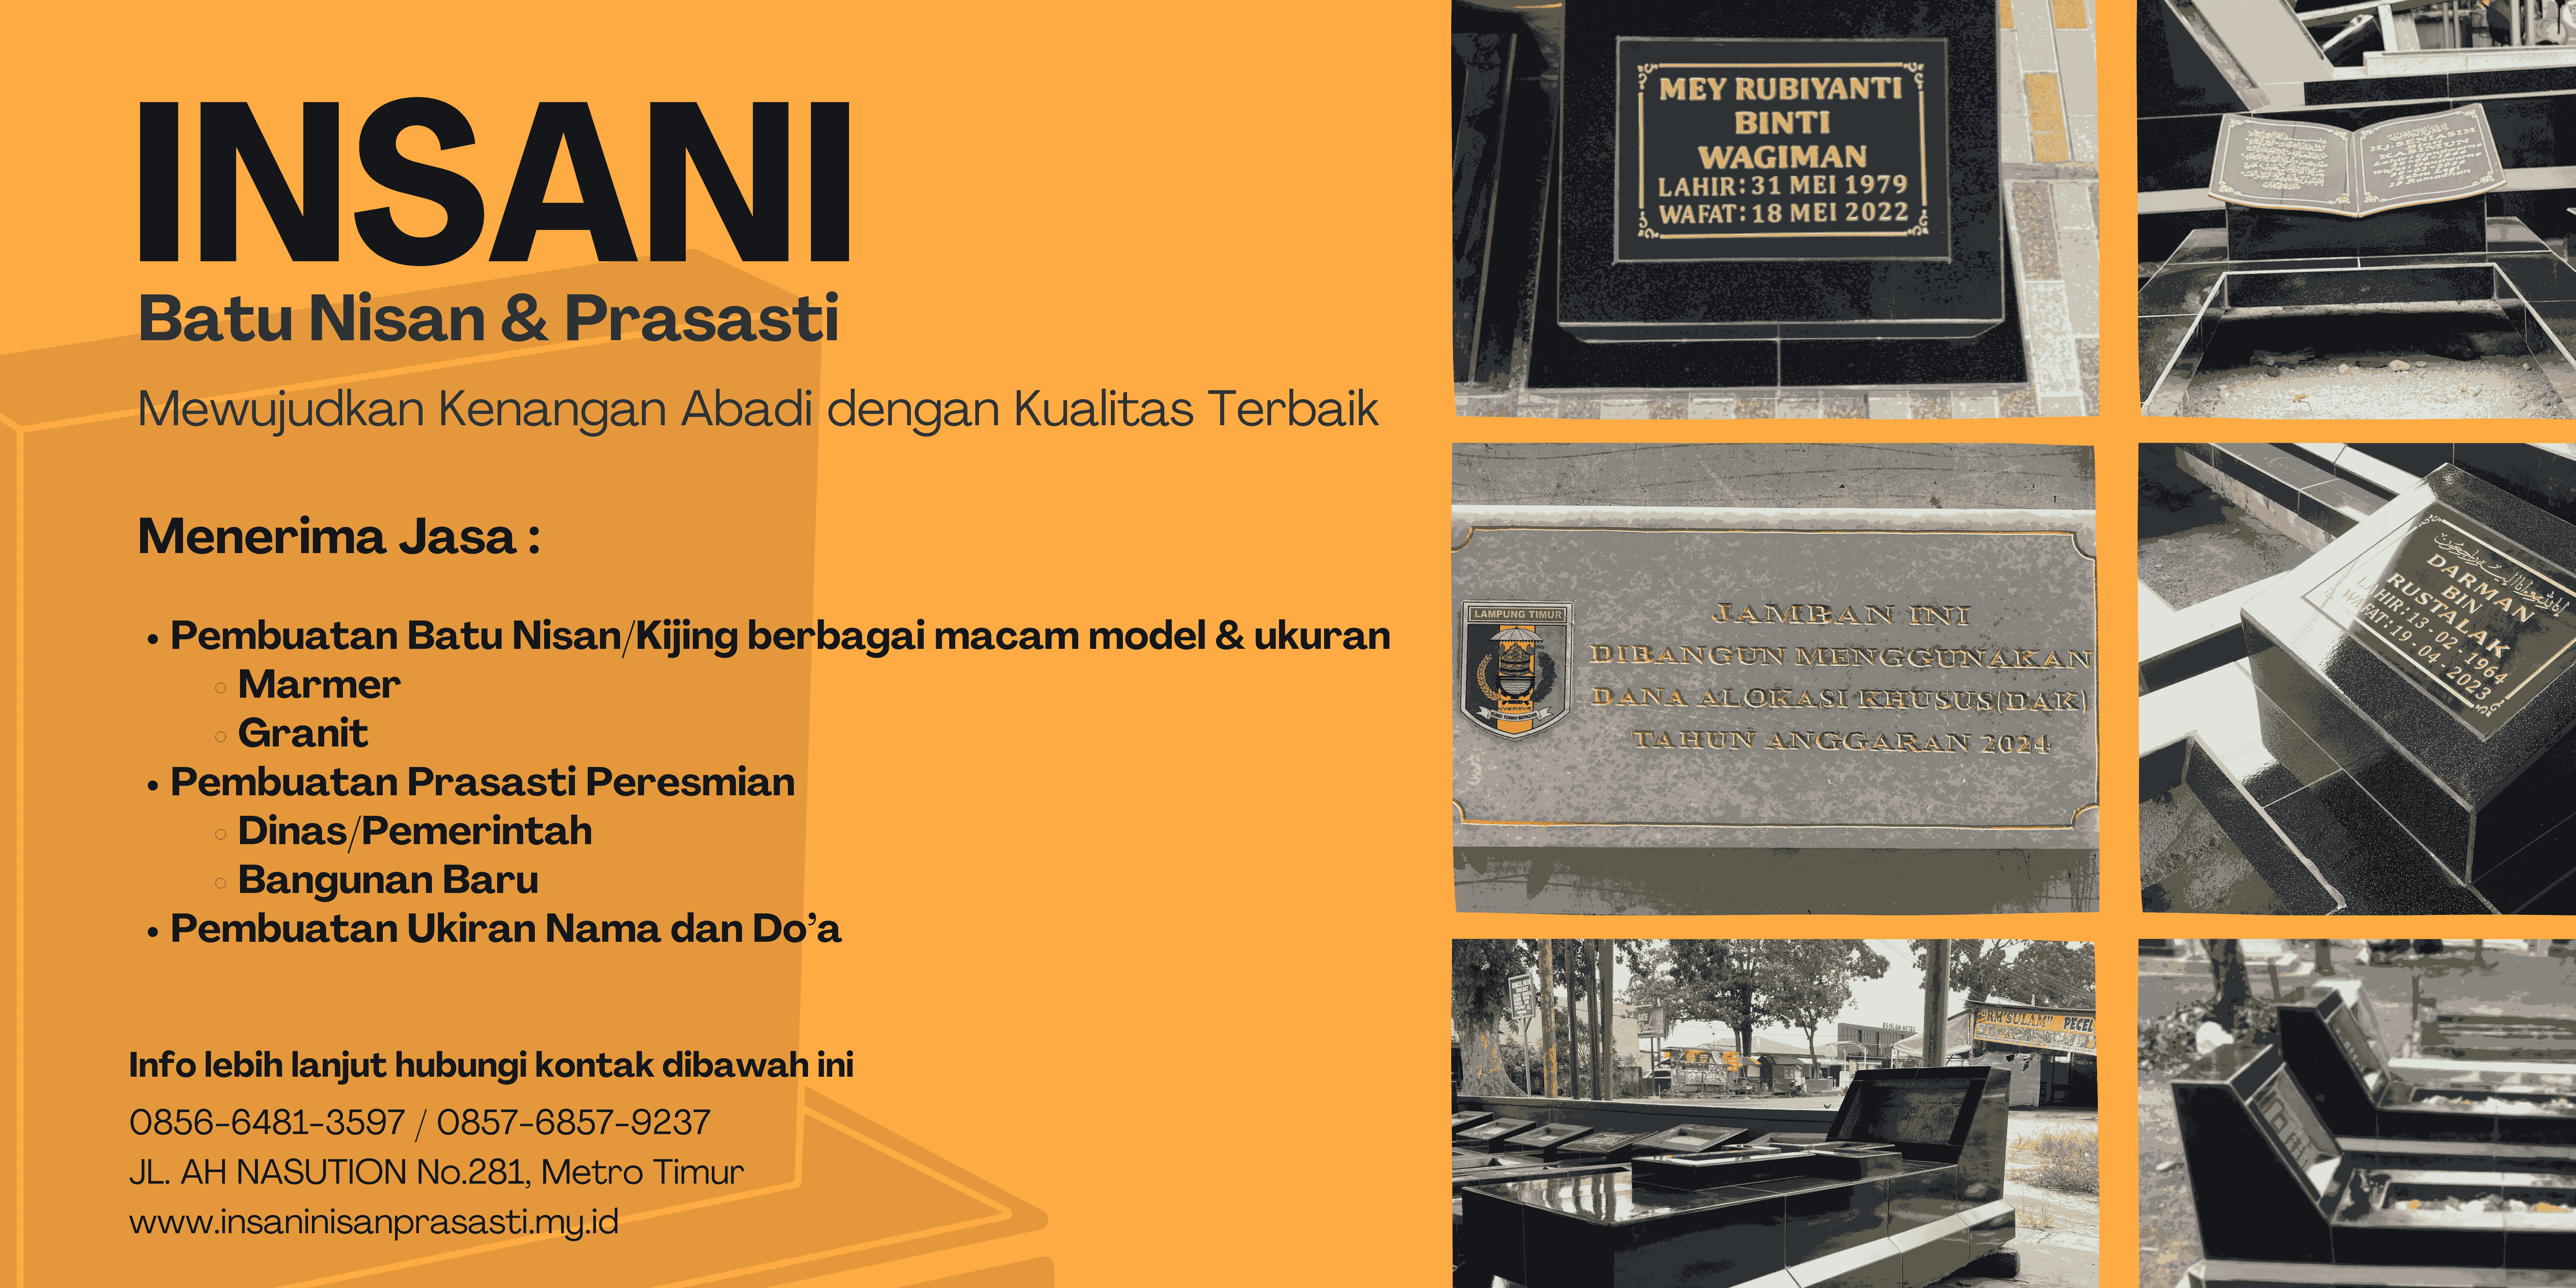 INSANI
Batu Nisan & Prasasti
Mewujudkan Kenangan Abadi dengan Kualitas Terbaik
Menerima Jasa :
• Pembuatan Batu Nisan/Kijing berbagai macam model & ukuran
○ Marmer
○ Granit
• Pembuatan Prasasti Peresmian
○ Dinas/Pemerintah
○ Bangunan Baru
• Pembuatan Ukiran Nama dan Do’a
Info lebih lanjut hubungi kontak dibawah ini
0856-6481-3597 / 0857-6857-9237
JL. AH NASUTION No.281, Metro Timur
www.insaninisanprasasti.my.id
MEY RUBIYANTI
BINTI
WAGIMAN
LAHIR: 31 MEI 1979
WAFAT: 18 MEI 2022
LAMPUNG TIMUR
JAMBAN INI
DIBANGUN MENGGUNAKAN
DANA ALOKASI KHUSUS(DAK)
TAHUN ANGGARAN 2024
DARMAN
BIN
RUSTALAK
LAHIR: 13 - 02 - 1964
WAFAT: 19 - 04 - 2023
"RM SULAM" PECEL